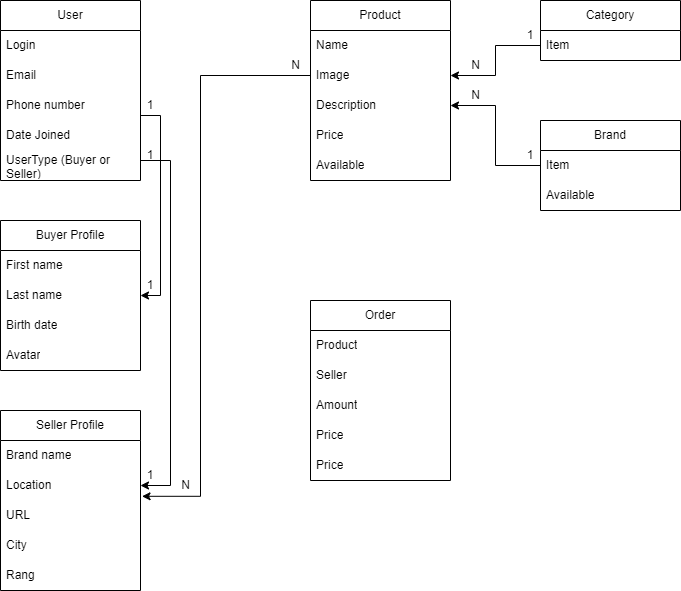 User
Login
Email
Phone number
Date Joined
UserType (Buyer or
Seller)
1
1
Buyer Profile
First name
Last name
Birth date
Avatar
1
Seller Profile
Brand name
Location
URL
City
Rang
1
N
N
Product
Name
Image
Description
Price
Available
N
N
1
Category
Item
1
Brand
Item
Available
Order
Product
Seller
Amount
Price
Price